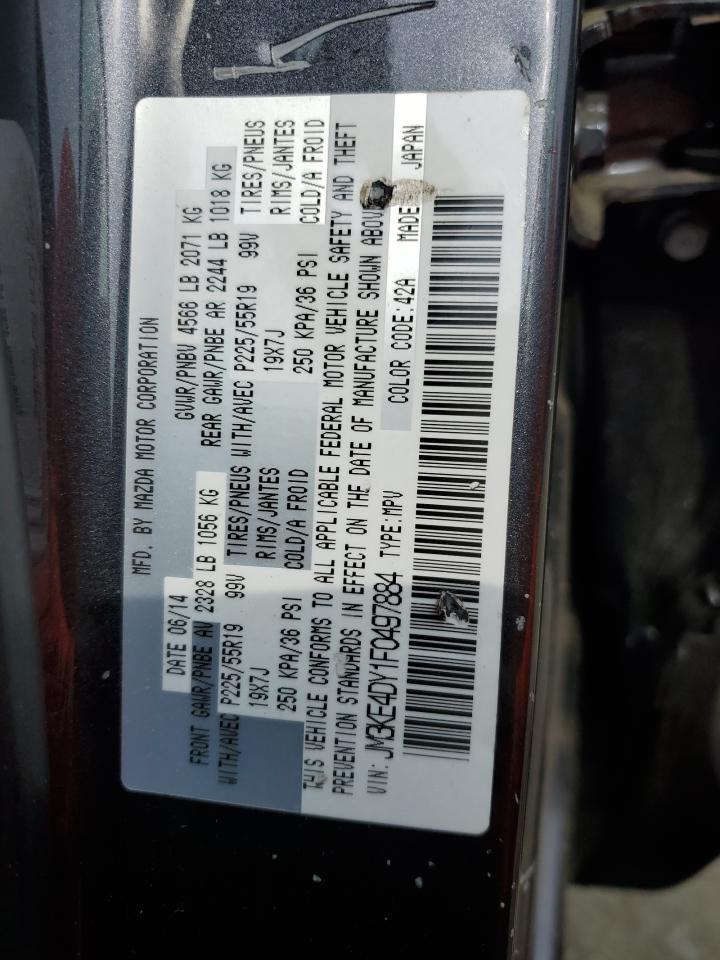 MFD. BY MAZDA MOTOR CORPORATION
DATE 06/14 GVWR/PNBV 4566 LB 2071 KG
FRONT GAWR/PNBE AV 2328 LB 1056 KG REAR GAWR/PNBE AR 2244 LB 1018 KG
WITH/AVEC P225/55R19 99V TIRES/PNEUS WITH/AVEC P225/55R19 99V TIRES/PNEUS
19X7J RIMS/JANTES 19X7J RIMS/JANTES
250 KPA/36 PSI COLD/A FROID 250 KPA/36 PSI COLD/A FROID
THIS VEHICLE CONFORMS TO ALL APPLICABLE FEDERAL MOTOR VEHICLE SAFETY AND THEFT
PREVENTION STANDARDS IN EFFECT ON THE DATE OF MANUFACTURE SHOWN ABOVE
VIN: JM3KE4DY1F0497884 TYPE: MPV COLOR CODE: 42A MADE JAPAN